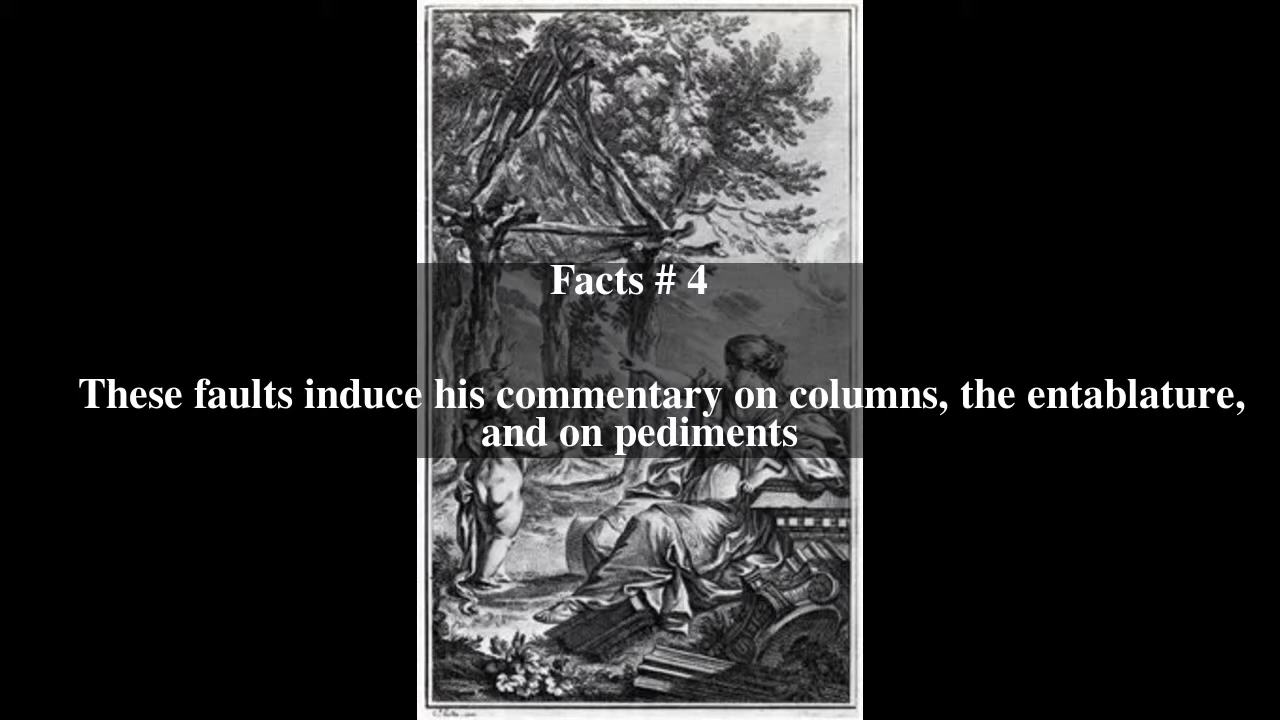 Facts # 4
These faults induce his commentary on columns, the entablature,
and on pediments